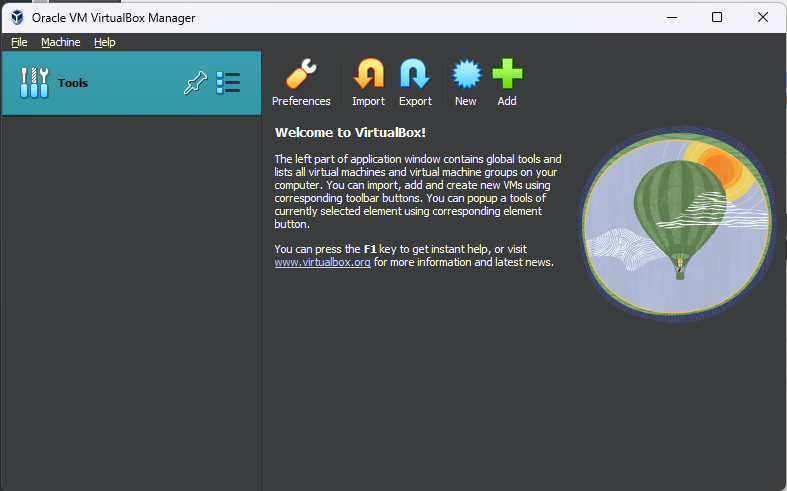 Oracle VM VirtualBox Manager
File Machine Help
Tools
Preferences Import Export New Add
Welcome to VirtualBox!
The left part of application window contains global tools and
lists all virtual machines and virtual machine groups on your
computer. You can import, add and create new VMs using
corresponding toolbar buttons. You can popup a tools of
currently selected element using corresponding element
button.
You can press the F1 key to get instant help, or visit
www.virtualbox.org for more information and latest news.